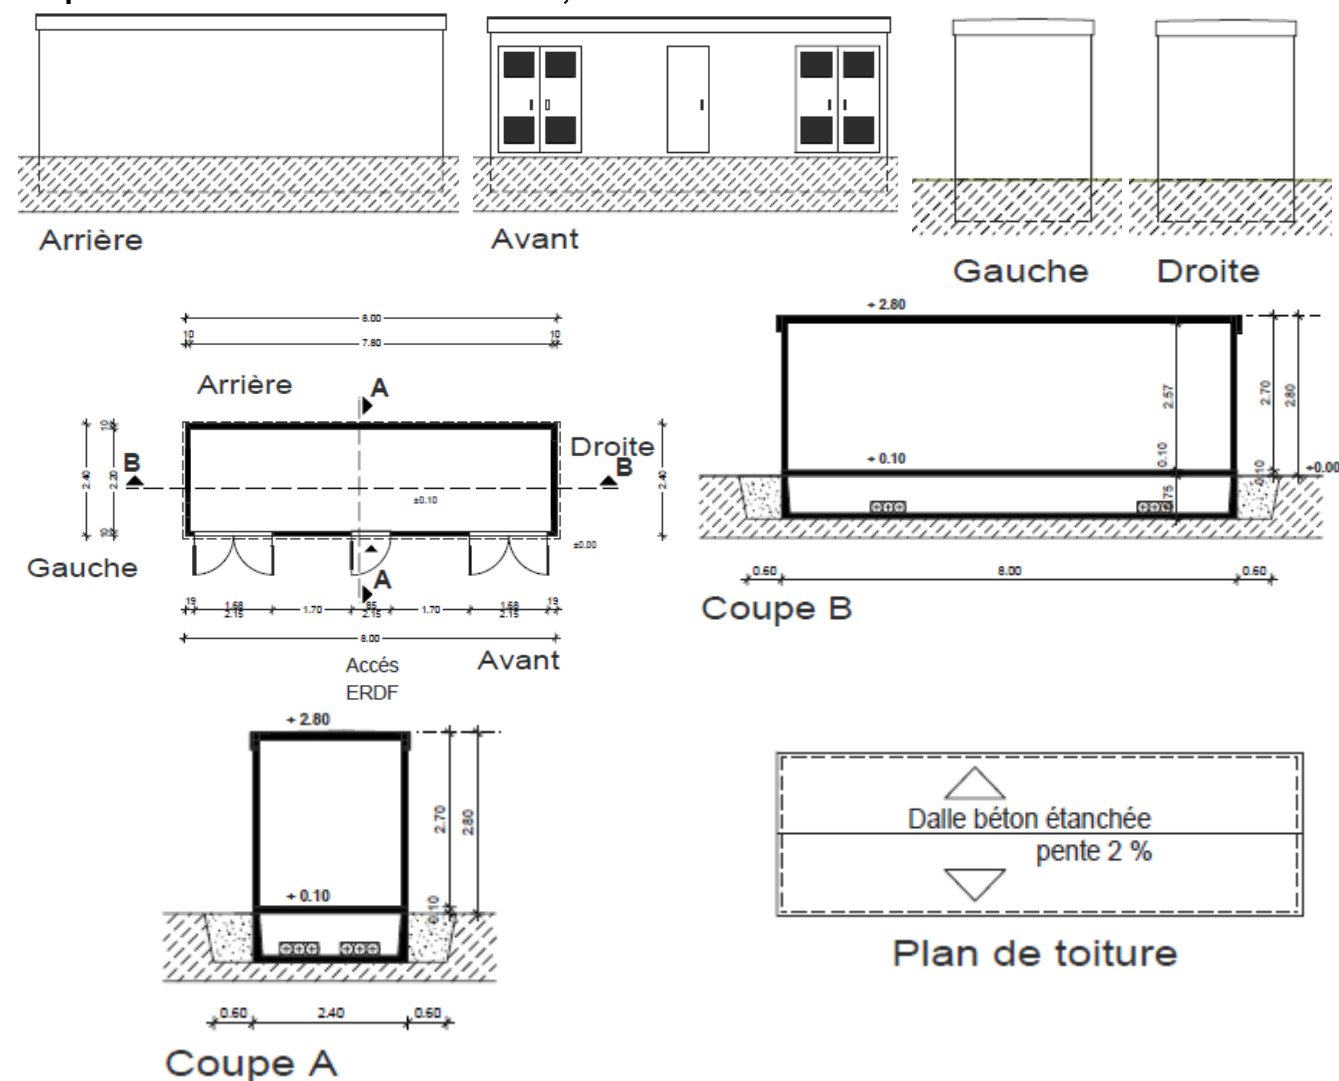 Arrière
Avant
Gauche
Droite
8.00
10
7.80
10
Arrière
A
Droite
B
B
2.40
2.20
10
10
2.40
±0.10
±0.00
Gauche
A
19
1.68
2.15
1.70
85
2.15
1.70
1.68
2.15
19
8.00
Avant
Accés
ERDF
+ 2.80
2.57
2.70
2.80
+ 0.10
0.10
0.10
+0.00
0.60
8.00
0.60
Coupe B
+ 2.80
2.70
2.80
+ 0.10
0.10
0.60
2.40
0.60
Coupe A
Dalle béton étanchée
pente 2 %
Plan de toiture